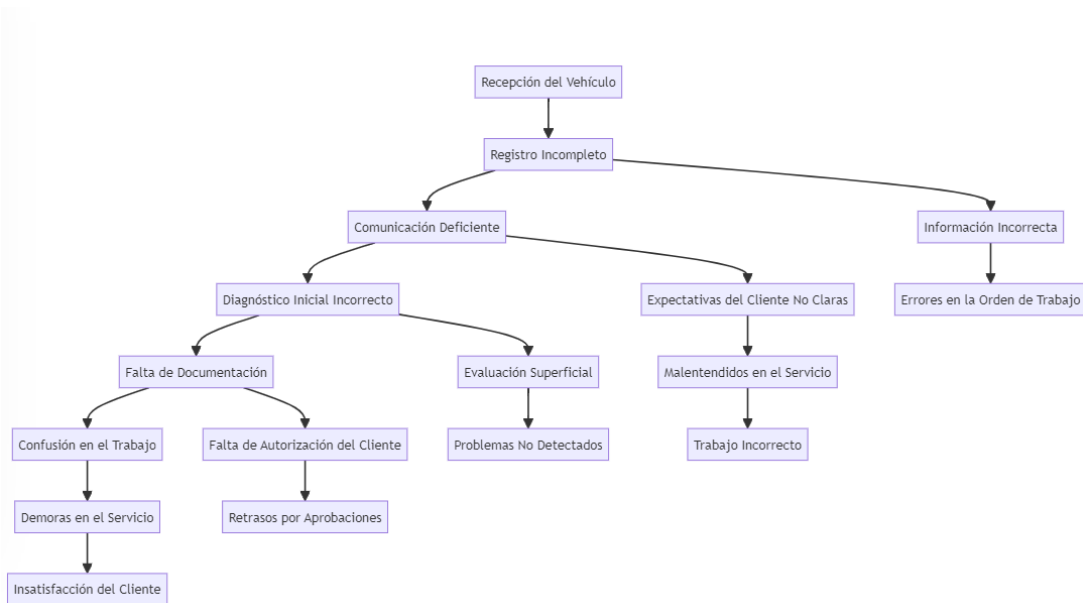 Recepción del Vehículo
Registro Incompleto
Comunicación Deficiente
Información Incorrecta
Diagnóstico Inicial Incorrecto
Expectativas del Cliente No Claras
Errores en la Orden de Trabajo
Falta de Documentación
Evaluación Superficial
Malentendidos en el Servicio
Confusión en el Trabajo
Falta de Autorización del Cliente
Problemas No Detectados
Trabajo Incorrecto
Demoras en el Servicio
Retrasos por Aprobaciones
Insatisfacción del Cliente